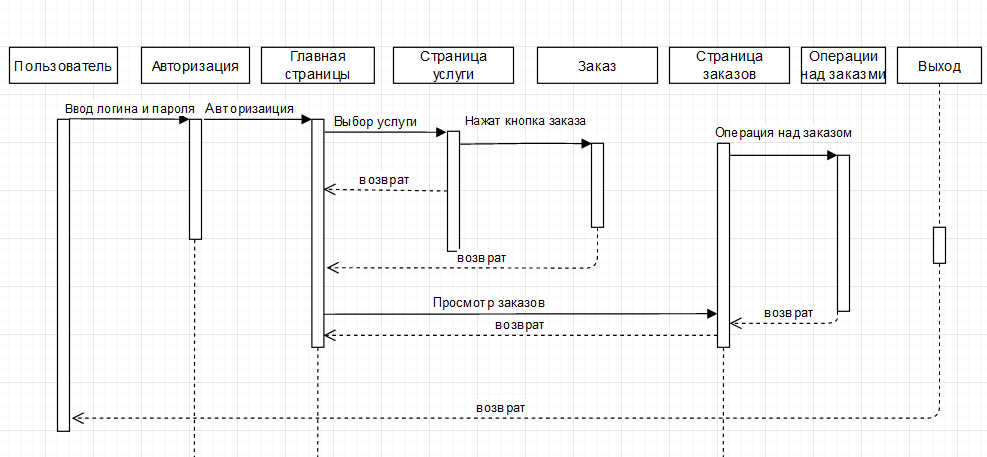 Пользователь
Авторизация
Главная
страницы
Страница
услуги
Заказ
Страница
заказов
Операции
над заказми
Выход
Ввод логина и пароля
Авторизаиция
Выбор услуги
Нажат кнопка заказа
Операция над заказом
возврат
возврат
Просмотр заказов
возврат
возврат
возврат